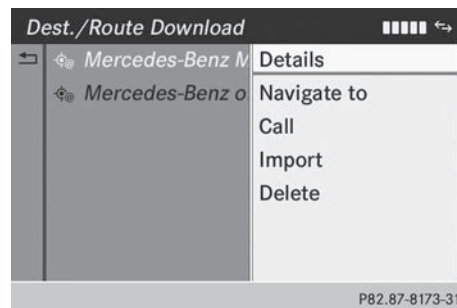 Dest./Route Download
Mercedes-Benz M
Details
Mercedes-Benz o
Navigate to
Call
Import
Delete
P82.87-8173-31